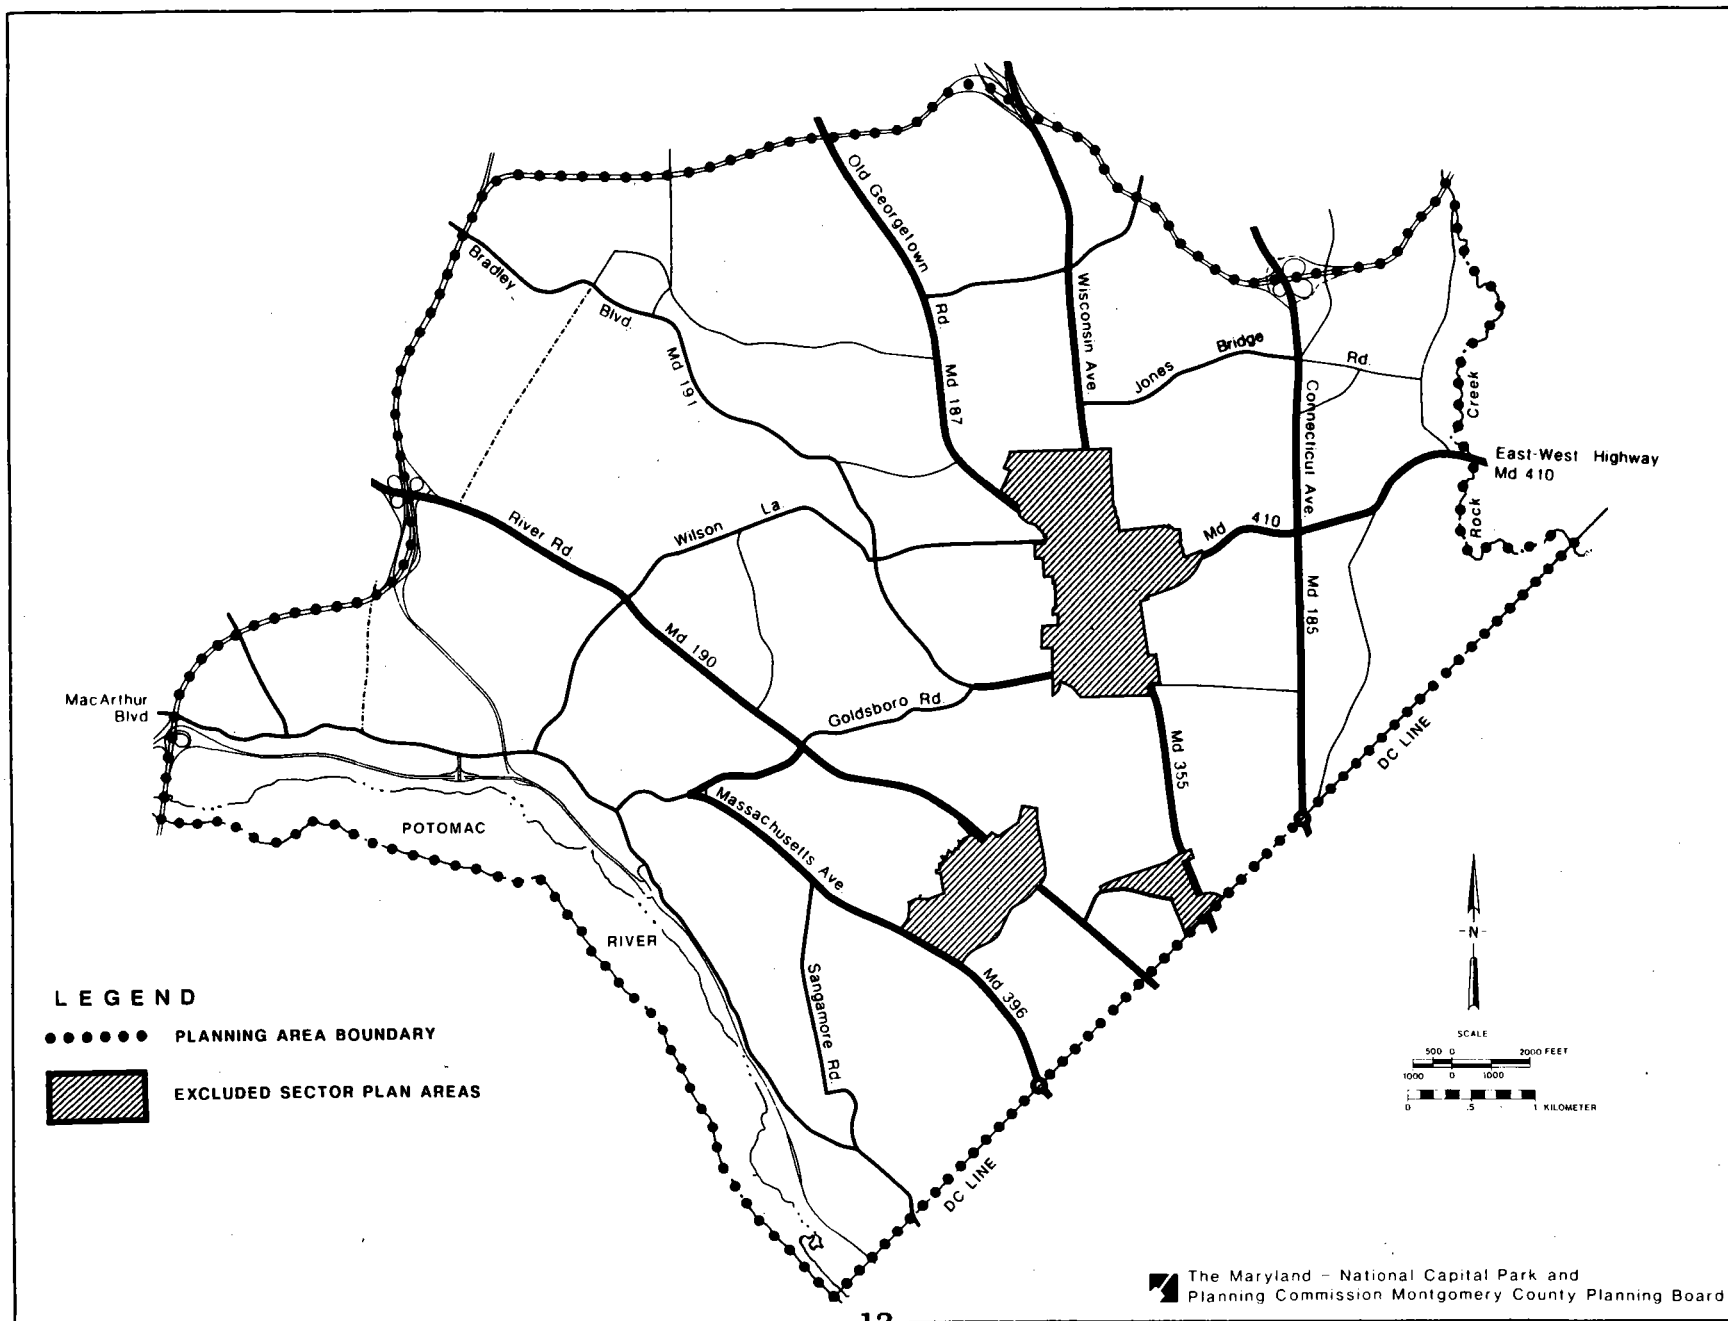 Old Georgetown
Rd.
Md 187
Wisconsin Ave.
Bradley
Blvd.
Md 191
Jones
Bridge
Rd.
Connecticut Ave.
Md 185
Creek
Rock
East-West Highway
Md 410
Md
410
River Rd.
Wilson
La
Md 190
MacArthur
Blvd
Goldsboro Rd.
Massachusetts Ave.
Md 355
DC LINE
POTOMAC
RIVER
Sangamore Rd.
Md 396
DC LINE
N
LEGEND
PLANNING AREA BOUNDARY
EXCLUDED SECTOR PLAN AREAS
SCALE
500 0 2000 FEET
1000 0 1000
0 .5 1 KILOMETER
The Maryland – National Capital Park and
Planning Commission Montgomery County Planning Board